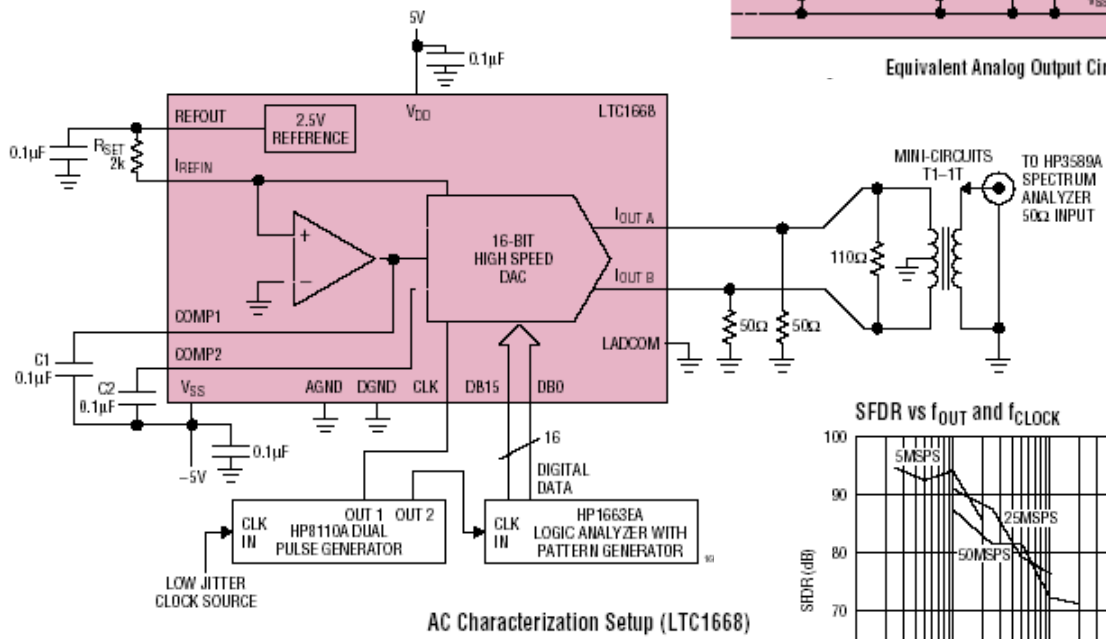 VSS
Equivalent Analog Output Cir
5V
0.1µF
REFOUT
2.5V
REFERENCE
VDD
LTC1668
0.1µF
RSET
2k
IREFIN
+
−
16-BIT
HIGH SPEED
DAC
IOUT A
IOUT B
MINI-CIRCUITS
T1–1T
TO HP3589A
SPECTRUM
ANALYZER
50Ω INPUT
110Ω
50Ω
50Ω
LADCOM
COMP1
COMP2
C1
0.1µF
C2
0.1µF
VSS
AGND
DGND
CLK
DB15
DB0
0.1µF
–5V
16
DIGITAL
DATA
OUT 1
OUT 2
CLK
IN
HP8110A DUAL
PULSE GENERATOR
CLK
IN
HP1663EA
LOGIC ANALYZER WITH
PATTERN GENERATOR
LOW JITTER
CLOCK SOURCE
AC Characterization Setup (LTC1668)
SFDR vs fOUT and fCLOCK
100
90
80
70
SFDR (dB)
5MSPS
25MSPS
50MSPS